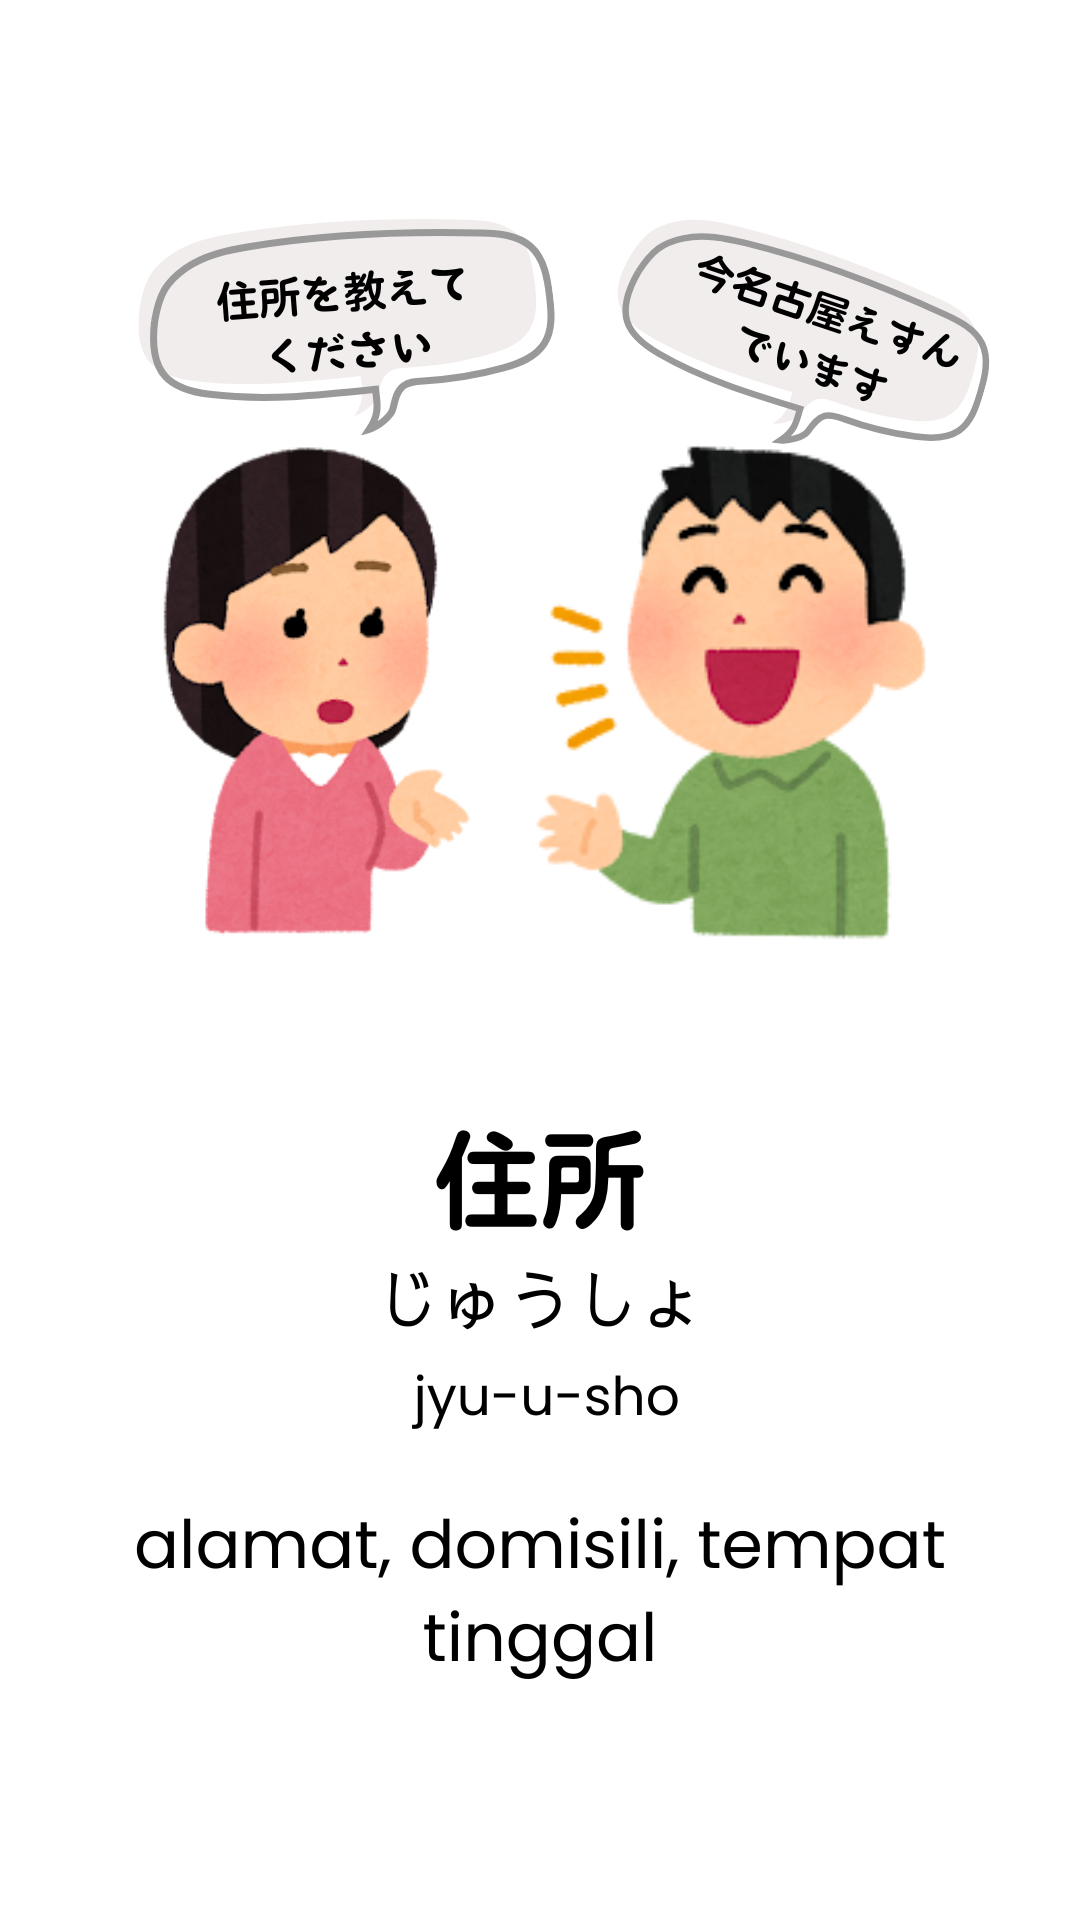 住所を教えて
ください
今名古屋えすん
でいます
住所
じゅうしょ
jyu-u-sho
alamat, domisili, tempat
tinggal